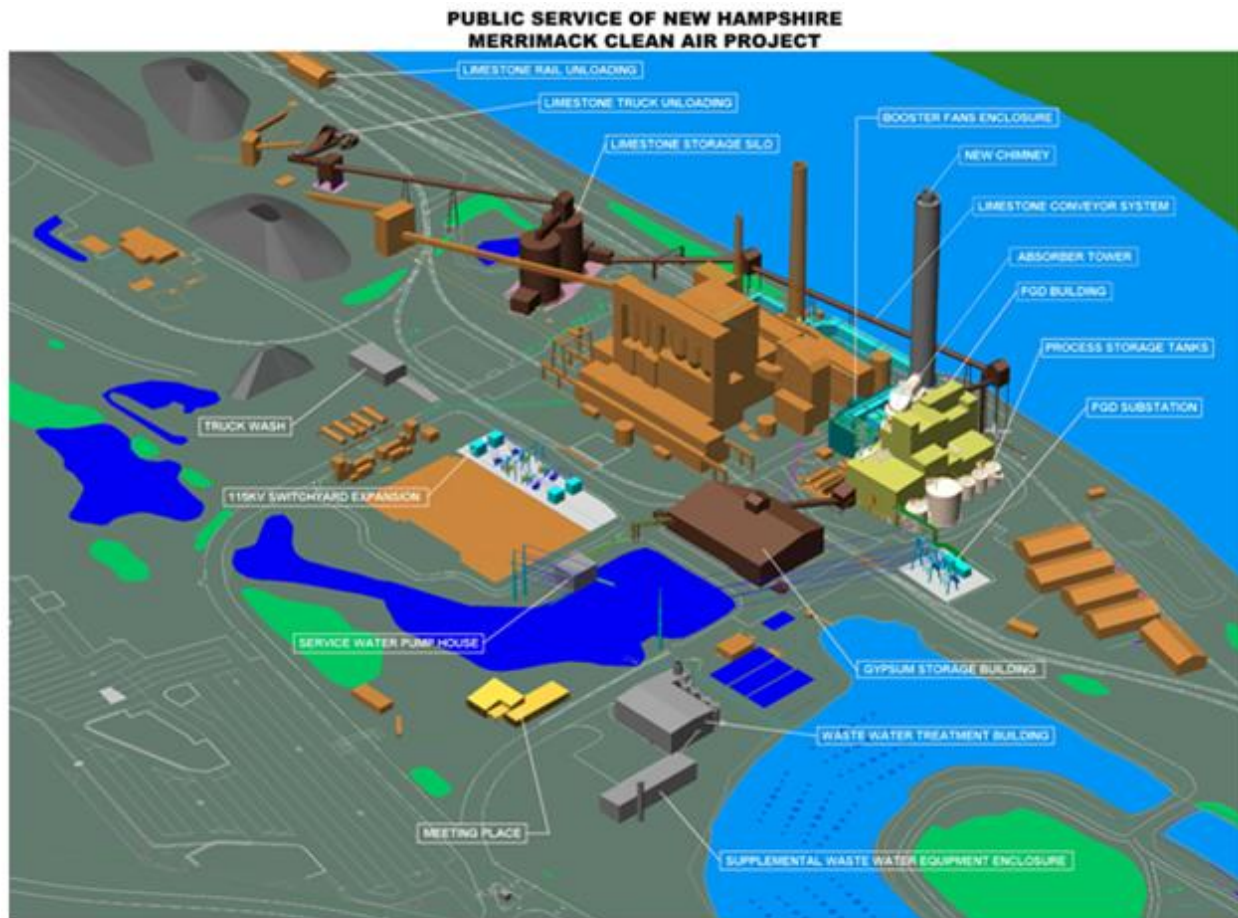 PUBLIC SERVICE OF NEW HAMPSHIRE
MERRIMACK CLEAN AIR PROJECT
LIMESTONE RAIL UNLOADING
LIMESTONE TRUCK UNLOADING
BOOSTER FANS ENCLOSURE
LIMESTONE STORAGE SILO
NEW CHIMNEY
LIMESTONE CONVEYOR SYSTEM
ABSORBER TOWER
FGD BUILDING
PROCESS STORAGE TANKS
FGD SUBSTATION
TRUCK WASH
115KV SWITCHYARD EXPANSION
SERVICE WATER PUMP HOUSE
GYPSUM STORAGE BUILDING
WASTE WATER TREATMENT BUILDING
MEETING PLACE
SUPPLEMENTAL WASTE WATER EQUIPMENT ENCLOSURE